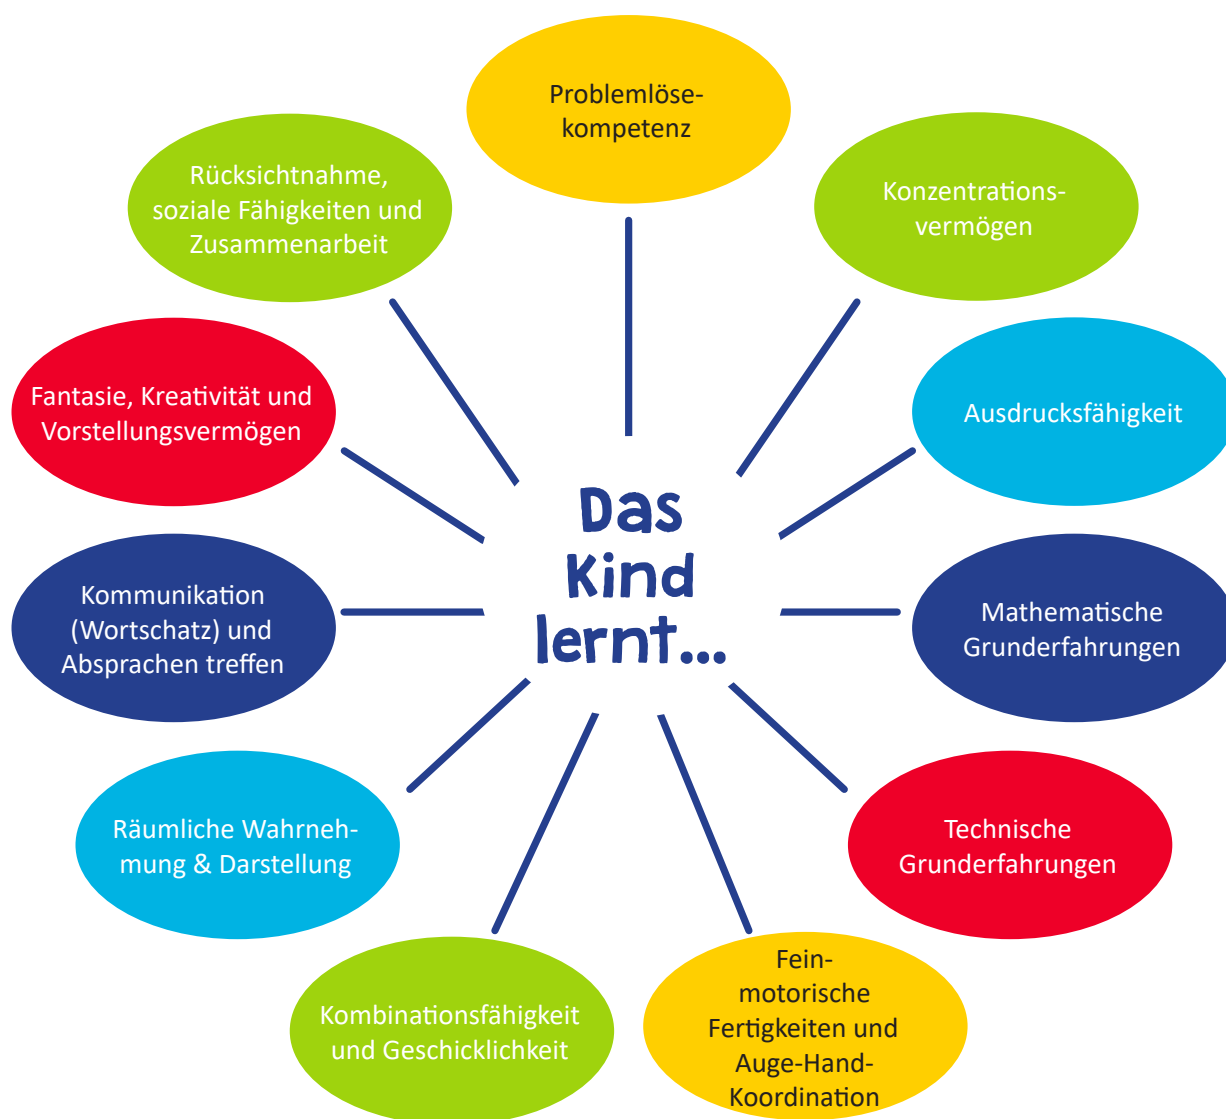 Problemlöse-
kompetenz
Konzentrations-
vermögen
Ausdrucksfähigkeit
Mathematische
Grunderfahrungen
Technische
Grunderfahrungen
Fein-
motorische
Fertigkeiten und
Auge-Hand-
Koordination
Kombinationsfähigkeit
und Geschicklichkeit
Räumliche Wahrneh-
mung & Darstellung
Kommunikation
(Wortschatz) und
Absprachen treffen
Fantasie, Kreativität und
Vorstellungsvermögen
Rücksichtnahme,
soziale Fähigkeiten und
Zusammenarbeit
Das
Kind
lernt...